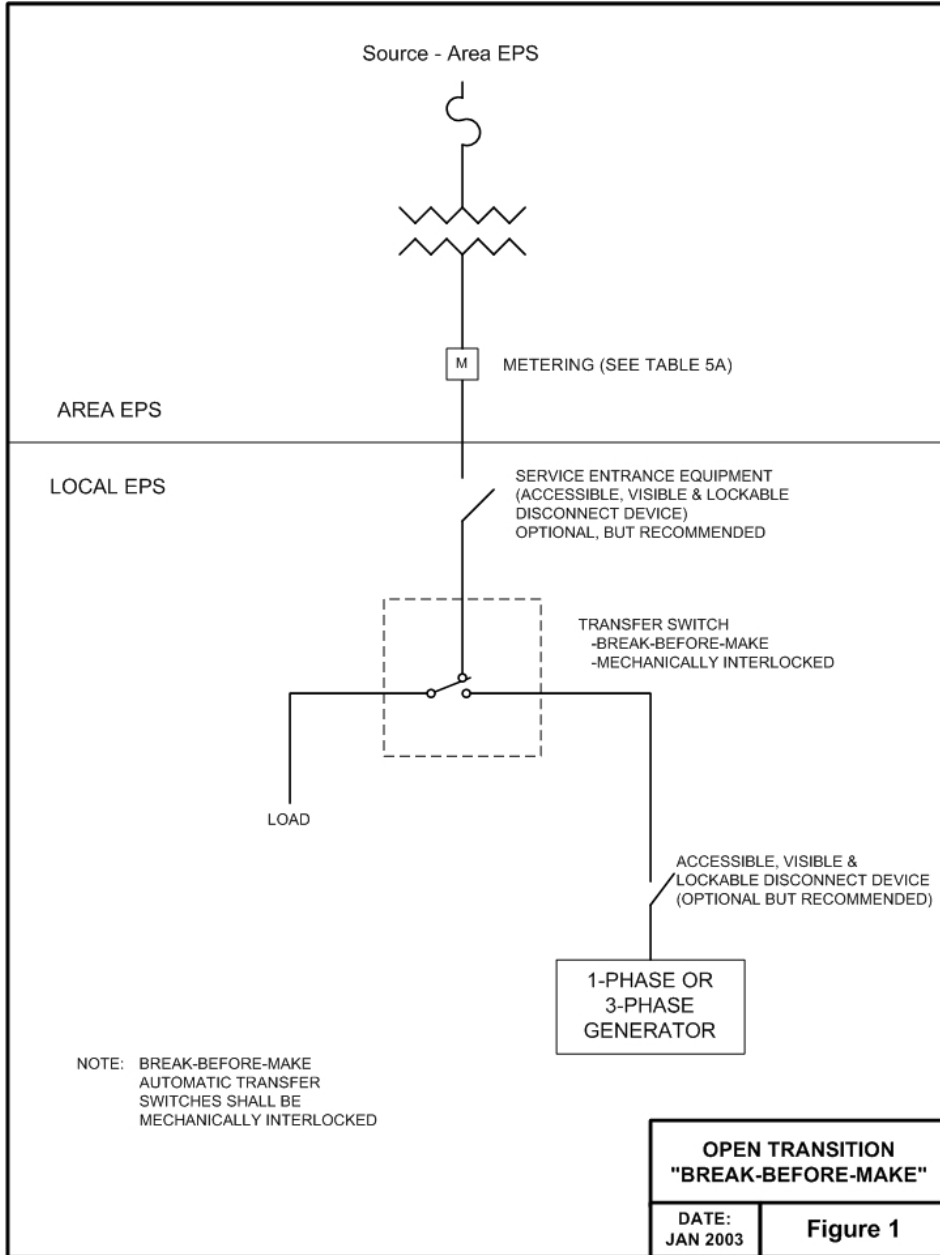 Source - Area EPS
M
METERING (SEE TABLE 5A)
AREA EPS
LOCAL EPS
SERVICE ENTRANCE EQUIPMENT
(ACCESSIBLE, VISIBLE & LOCKABLE
DISCONNECT DEVICE)
OPTIONAL, BUT RECOMMENDED
TRANSFER SWITCH
-BREAK-BEFORE-MAKE
-MECHANICALLY INTERLOCKED
LOAD
ACCESSIBLE, VISIBLE &
LOCKABLE DISCONNECT DEVICE
(OPTIONAL BUT RECOMMENDED)
1-PHASE OR
3-PHASE
GENERATOR
NOTE: BREAK-BEFORE-MAKE
AUTOMATIC TRANSFER
SWITCHES SHALL BE
MECHANICALLY INTERLOCKED
OPEN TRANSITION
"BREAK-BEFORE-MAKE"
DATE:
JAN 2003
Figure 1